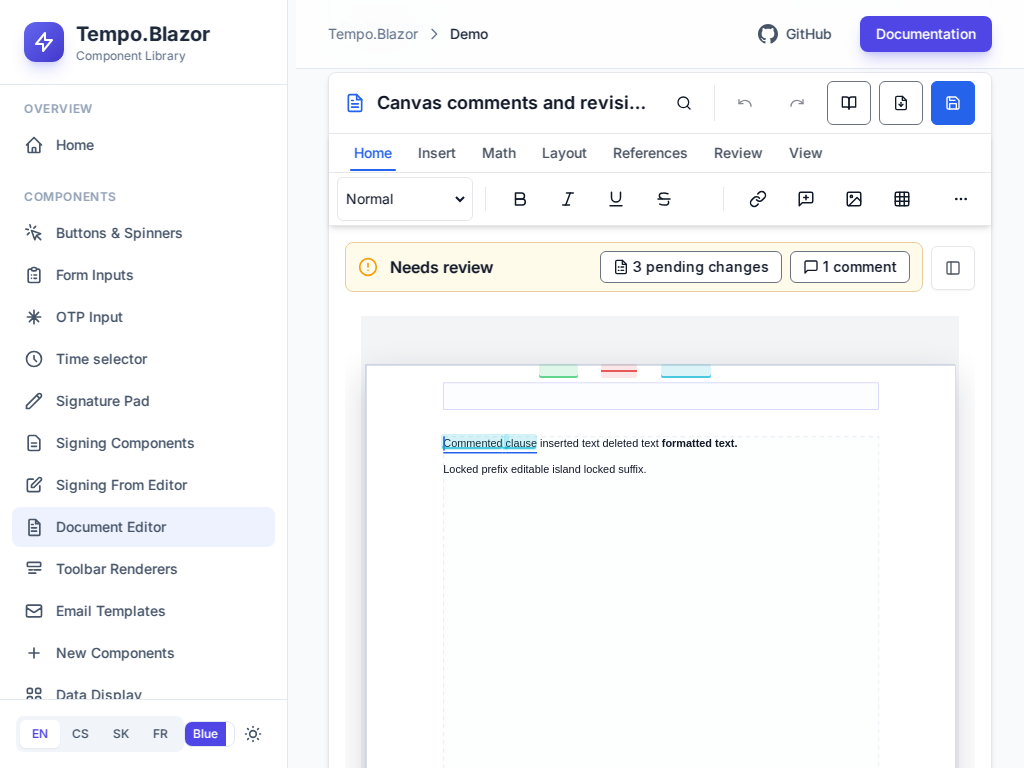 Tempo.Blazor
Component Library
OVERVIEW
Home
COMPONENTS
Buttons & Spinners
Form Inputs
OTP Input
Time selector
Signature Pad
Signing Components
Signing From Editor
Document Editor
Toolbar Renderers
Email Templates
New Components
Data Display
EN CS SK FR Blue
Tempo.Blazor > Demo
GitHub
Documentation
Canvas comments and revisi...
Home Insert Math Layout References Review View
Normal
Needs review
3 pending changes
1 comment
Commented clause inserted text deleted text formatted text.
Locked prefix editable island locked suffix.